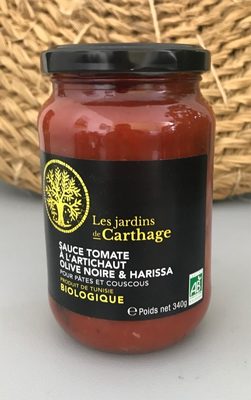 Les jardins
de Carthage
SAUCE TOMATE
À L'ARTICHAUT
OLIVE NOIRE & HARISSA
POUR PÂTES ET COUSCOUS
PRODUIT DE TUNISIE
BIOLOGIQUE
℮ Poids net 340g
AB